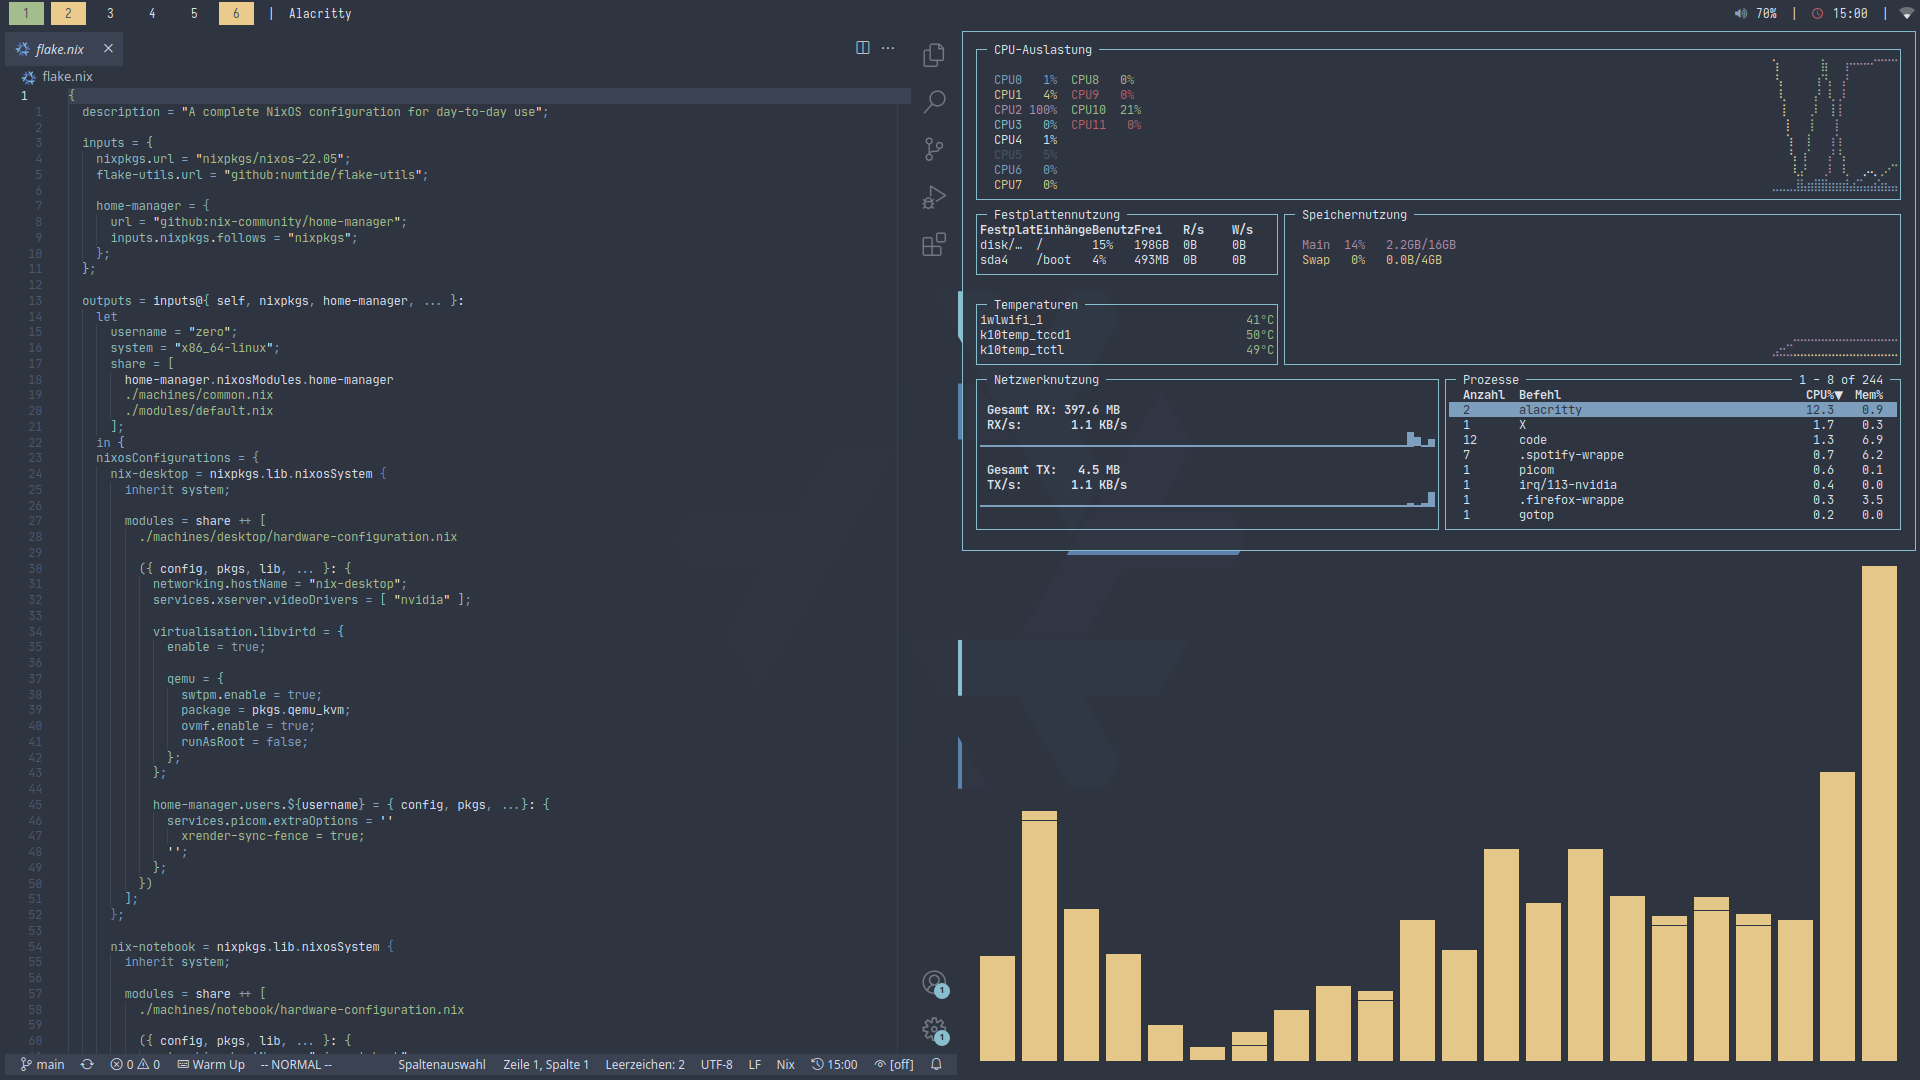 1 2 3 4 5 6 | Alacritty
70% | 15:00 |
flake.nix
flake.nix
1 {
1 description = "A complete NixOS configuration for day-to-day use";
2
3 inputs = {
4 nixpkgs.url = "nixpkgs/nixos-22.05";
5 flake-utils.url = "github:numtide/flake-utils";
6
7 home-manager = {
8 url = "github:nix-community/home-manager";
9 inputs.nixpkgs.follows = "nixpkgs";
10 };
11 };
12
13 outputs = inputs@{ self, nixpkgs, home-manager, ... }:
14 let
15 username = "zero";
16 system = "x86_64-linux";
17 share = [
18 home-manager.nixosModules.home-manager
19 ./machines/common.nix
20 ./modules/default.nix
21 ];
22 in {
23 nixosConfigurations = {
24 nix-desktop = nixpkgs.lib.nixosSystem {
25 inherit system;
26
27 modules = share ++ [
28 ./machines/desktop/hardware-configuration.nix
29
30 ({ config, pkgs, lib, ... }: {
31 networking.hostName = "nix-desktop";
32 services.xserver.videoDrivers = [ "nvidia" ];
33
34 virtualisation.libvirtd = {
35 enable = true;
36
37 qemu = {
38 swtpm.enable = true;
39 package = pkgs.qemu_kvm;
40 ovmf.enable = true;
41 runAsRoot = false;
42 };
43 };
44
45 home-manager.users.${username} = { config, pkgs, ...}: {
46 services.picom.extraOptions = ''
47 xrender-sync-fence = true;
48 '';
49 };
50 })
51 ];
52 };
53
54 nix-notebook = nixpkgs.lib.nixosSystem {
55 inherit system;
56
57 modules = share ++ [
58 ./machines/notebook/hardware-configuration.nix
59
60 ({ config, pkgs, lib, ... }: {
1
1
main 0 0 Warm Up -- NORMAL -- Spaltenauswahl Zeile 1, Spalte 1 Leerzeichen: 2 UTF-8 LF Nix 15:00 [off]
CPU-Auslastung
CPU0 1% CPU8 0%
CPU1 4% CPU9 0%
CPU2 100% CPU10 21%
CPU3 0% CPU11 0%
CPU4 1%
CPU5 5%
CPU6 0%
CPU7 0%
Festplattennutzung
FestplatEinhängeBenutzFrei R/s W/s
disk/… / 15% 198GB 0B 0B
sda4 /boot 4% 493MB 0B 0B
Speichernutzung
Main 14% 2.2GB/16GB
Swap 0% 0.0B/4GB
Temperaturen
iwlwifi_1 41°C
k10temp_tccd1 50°C
k10temp_tctl 49°C
Netzwerknutzung
Gesamt RX: 397.6 MB
RX/s: 1.1 KB/s
Gesamt TX: 4.5 MB
TX/s: 1.1 KB/s
Prozesse 1 - 8 of 244
Anzahl Befehl CPU%▼ Mem%
2 alacritty 12.3 0.9
1 X 1.7 0.3
12 code 1.3 6.9
7 .spotify-wrappe 0.7 6.2
1 picom 0.6 0.1
1 irq/113-nvidia 0.4 0.0
1 .firefox-wrappe 0.3 3.5
1 gotop 0.2 0.0